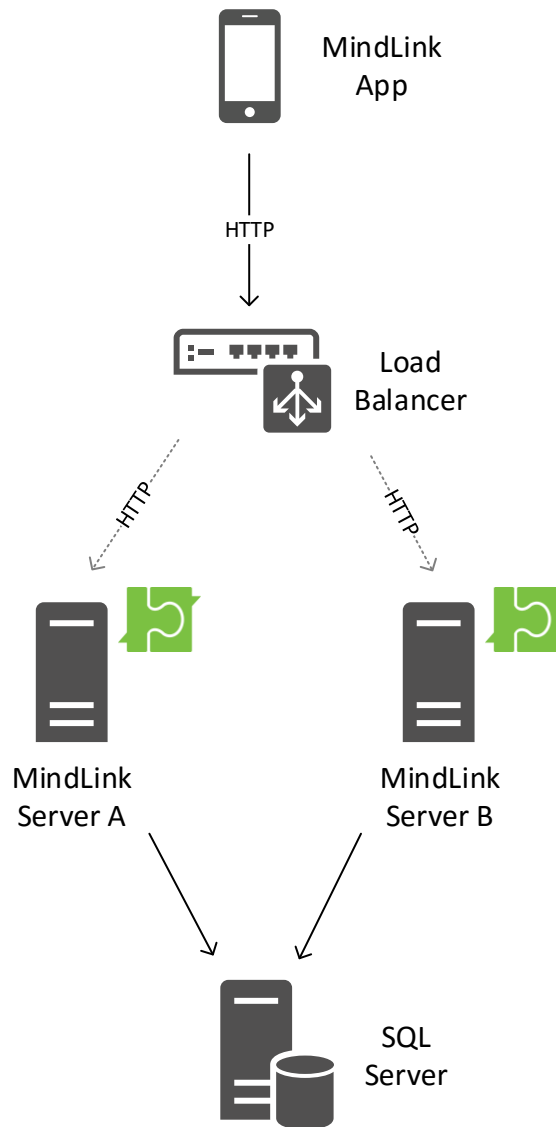 MindLink
App
HTTP
Load
Balancer
HTTP
HTTP
MindLink
Server A
MindLink
Server B
SQL
Server